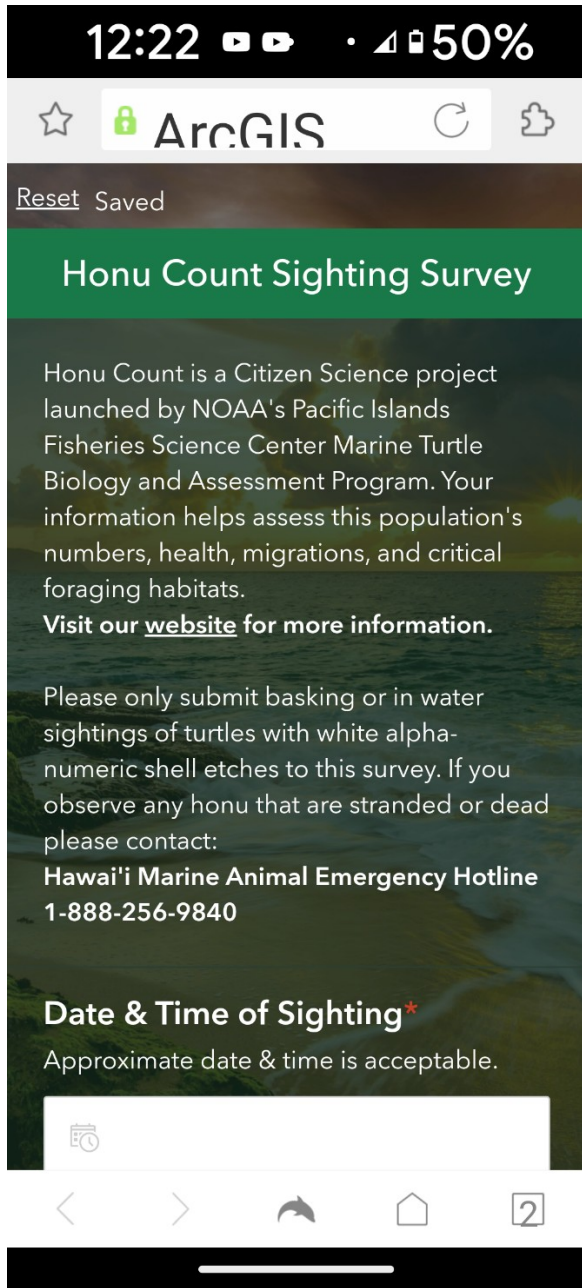 12:22 50%
ArcGIS
Reset Saved
Honu Count Sighting Survey
Honu Count is a Citizen Science project
launched by NOAA's Pacific Islands
Fisheries Science Center Marine Turtle
Biology and Assessment Program. Your
information helps assess this population's
numbers, health, migrations, and critical
foraging habitats.
Visit our website for more information.
Please only submit basking or in water
sightings of turtles with white alpha-
numeric shell etches to this survey. If you
observe any honu that are stranded or dead
please contact:
Hawai'i Marine Animal Emergency Hotline
1-888-256-9840
Date & Time of Sighting*
Approximate date & time is acceptable.
2